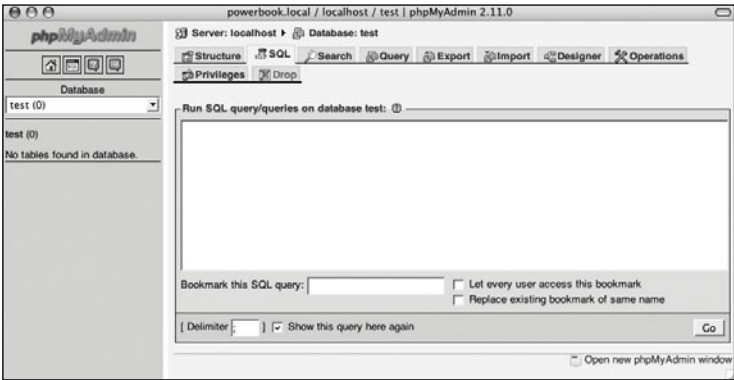 powerbook.local / localhost / test | phpMyAdmin 2.11.0
phpMyAdmin
Database
test (0)
test (0)
No tables found in database.
Server: localhost Database: test
Structure SQL Search Query Export Import Designer Operations
Privileges Drop
Run SQL query/queries on database test:
Bookmark this SQL query: Let every user access this bookmark
Replace existing bookmark of same name
[ Delimiter ; ] Show this query here again Go
Open new phpMyAdmin window